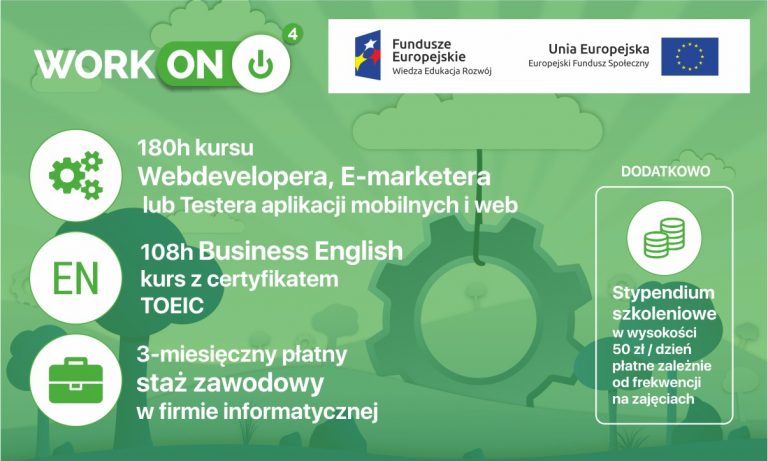 WORK ON 4
Fundusze
Europejskie
Wiedza Edukacja Rozwój
Unia Europejska
Europejski Fundusz Społeczny
180h kursu
Webdevelopera, E-marketera
lub Testera aplikacji mobilnych i web
EN
108h Business English
kurs z certyfikatem
TOEIC
3-miesięczny płatny
staż zawodowy
w firmie informatycznej
DODATKOWO
Stypendium
szkoleniowe
w wysokości
50 zł / dzień
płatne zależnie
od frekwencji
na zajęciach